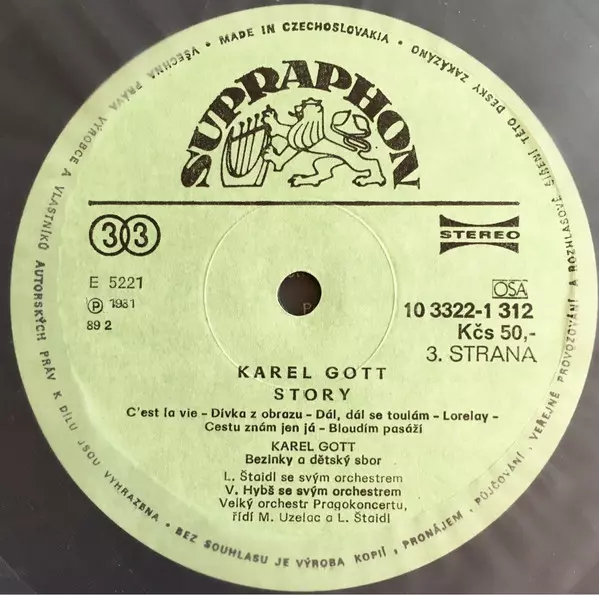 • MADE IN CZECHOSLOVAKIA •
VŠECHNA PRÁVA VÝROBCE A VLASTNÍKŮ AUTORSKÝCH PRÁV K DÍLU JSOU VYHRAZENA • BEZ SOUHLASU JE VÝROBA KOPIÍ, PRONÁJEM, PŮJČOVÁNÍ, VEŘEJNÉ PROVOZOVÁNÍ A ROZHLASOVÉ ŠÍŘENÍ TÉTO DESKY ZAKÁZÁNO
SUPRAPHON
33
STEREO
E 5221
Ⓟ 1981
89 2
OSA
10 3322-1 312
Kčs 50,-
3. STRANA
KAREL GOTT
STORY
C'est la vie – Dívka z obrazu – Dál, dál se toulám – Lorelay –
Cestu znám jen já – Bloudím pasáží
KAREL GOTT
Bezinky a dětský sbor
L. Štaidl se svým orchestrem
V. Hybš se svým orchestrem
Velký orchestr Pragokoncertu,
řídí M. Uzelac a L. Štaidl